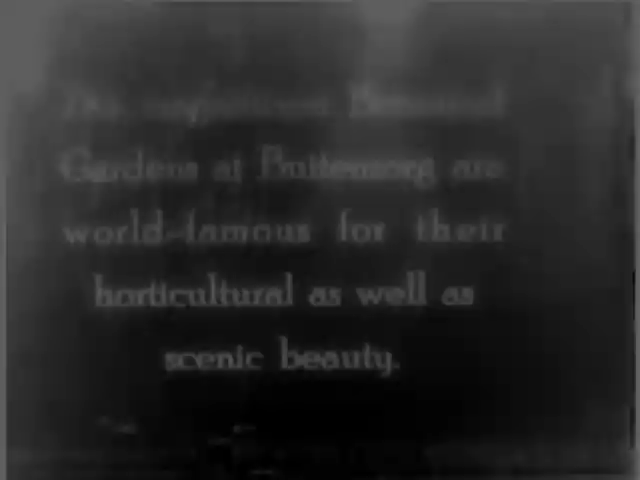 The magnificent Botanical
Gardens at Buitenzorg are
world-famous for their
horticultural as well as
scenic beauty.